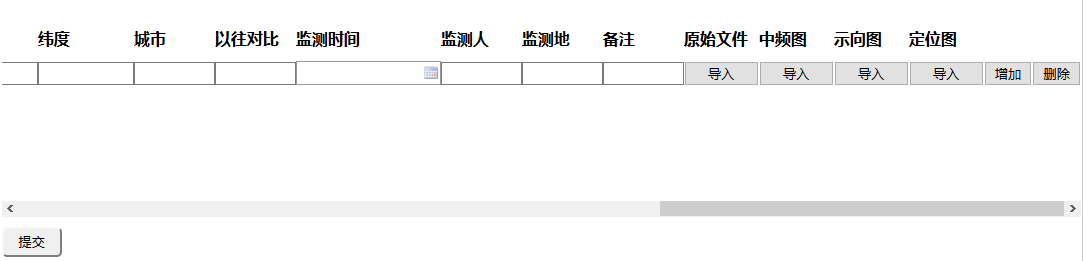 纬度 城市 以往对比 监测时间 监测人 监测地 备注 原始文件 中频图 示向图 定位图
导入 导入 导入 导入 增加 删除
提交